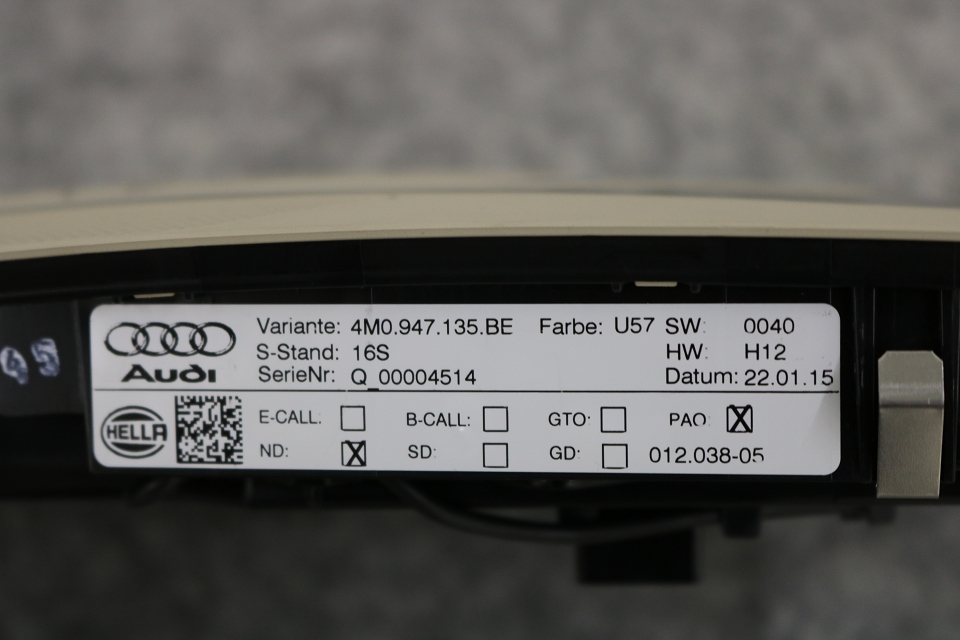 Audi
Variante: 4M0.947.135.BE Farbe: U57 SW: 0040
S-Stand: 16S HW: H12
SerieNr: Q_00004514 Datum: 22.01.15
HELLA
E-CALL: B-CALL: GTO: PAO: X
ND: X SD: GD: 012.038-05